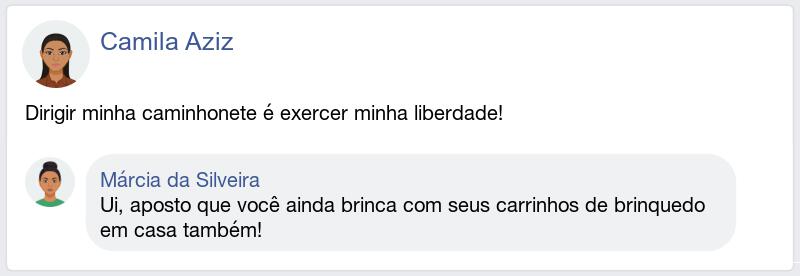 Camila Aziz
Dirigir minha caminhonete é exercer minha liberdade!
Márcia da Silveira
Ui, aposto que você ainda brinca com seus carrinhos de brinquedo
em casa também!